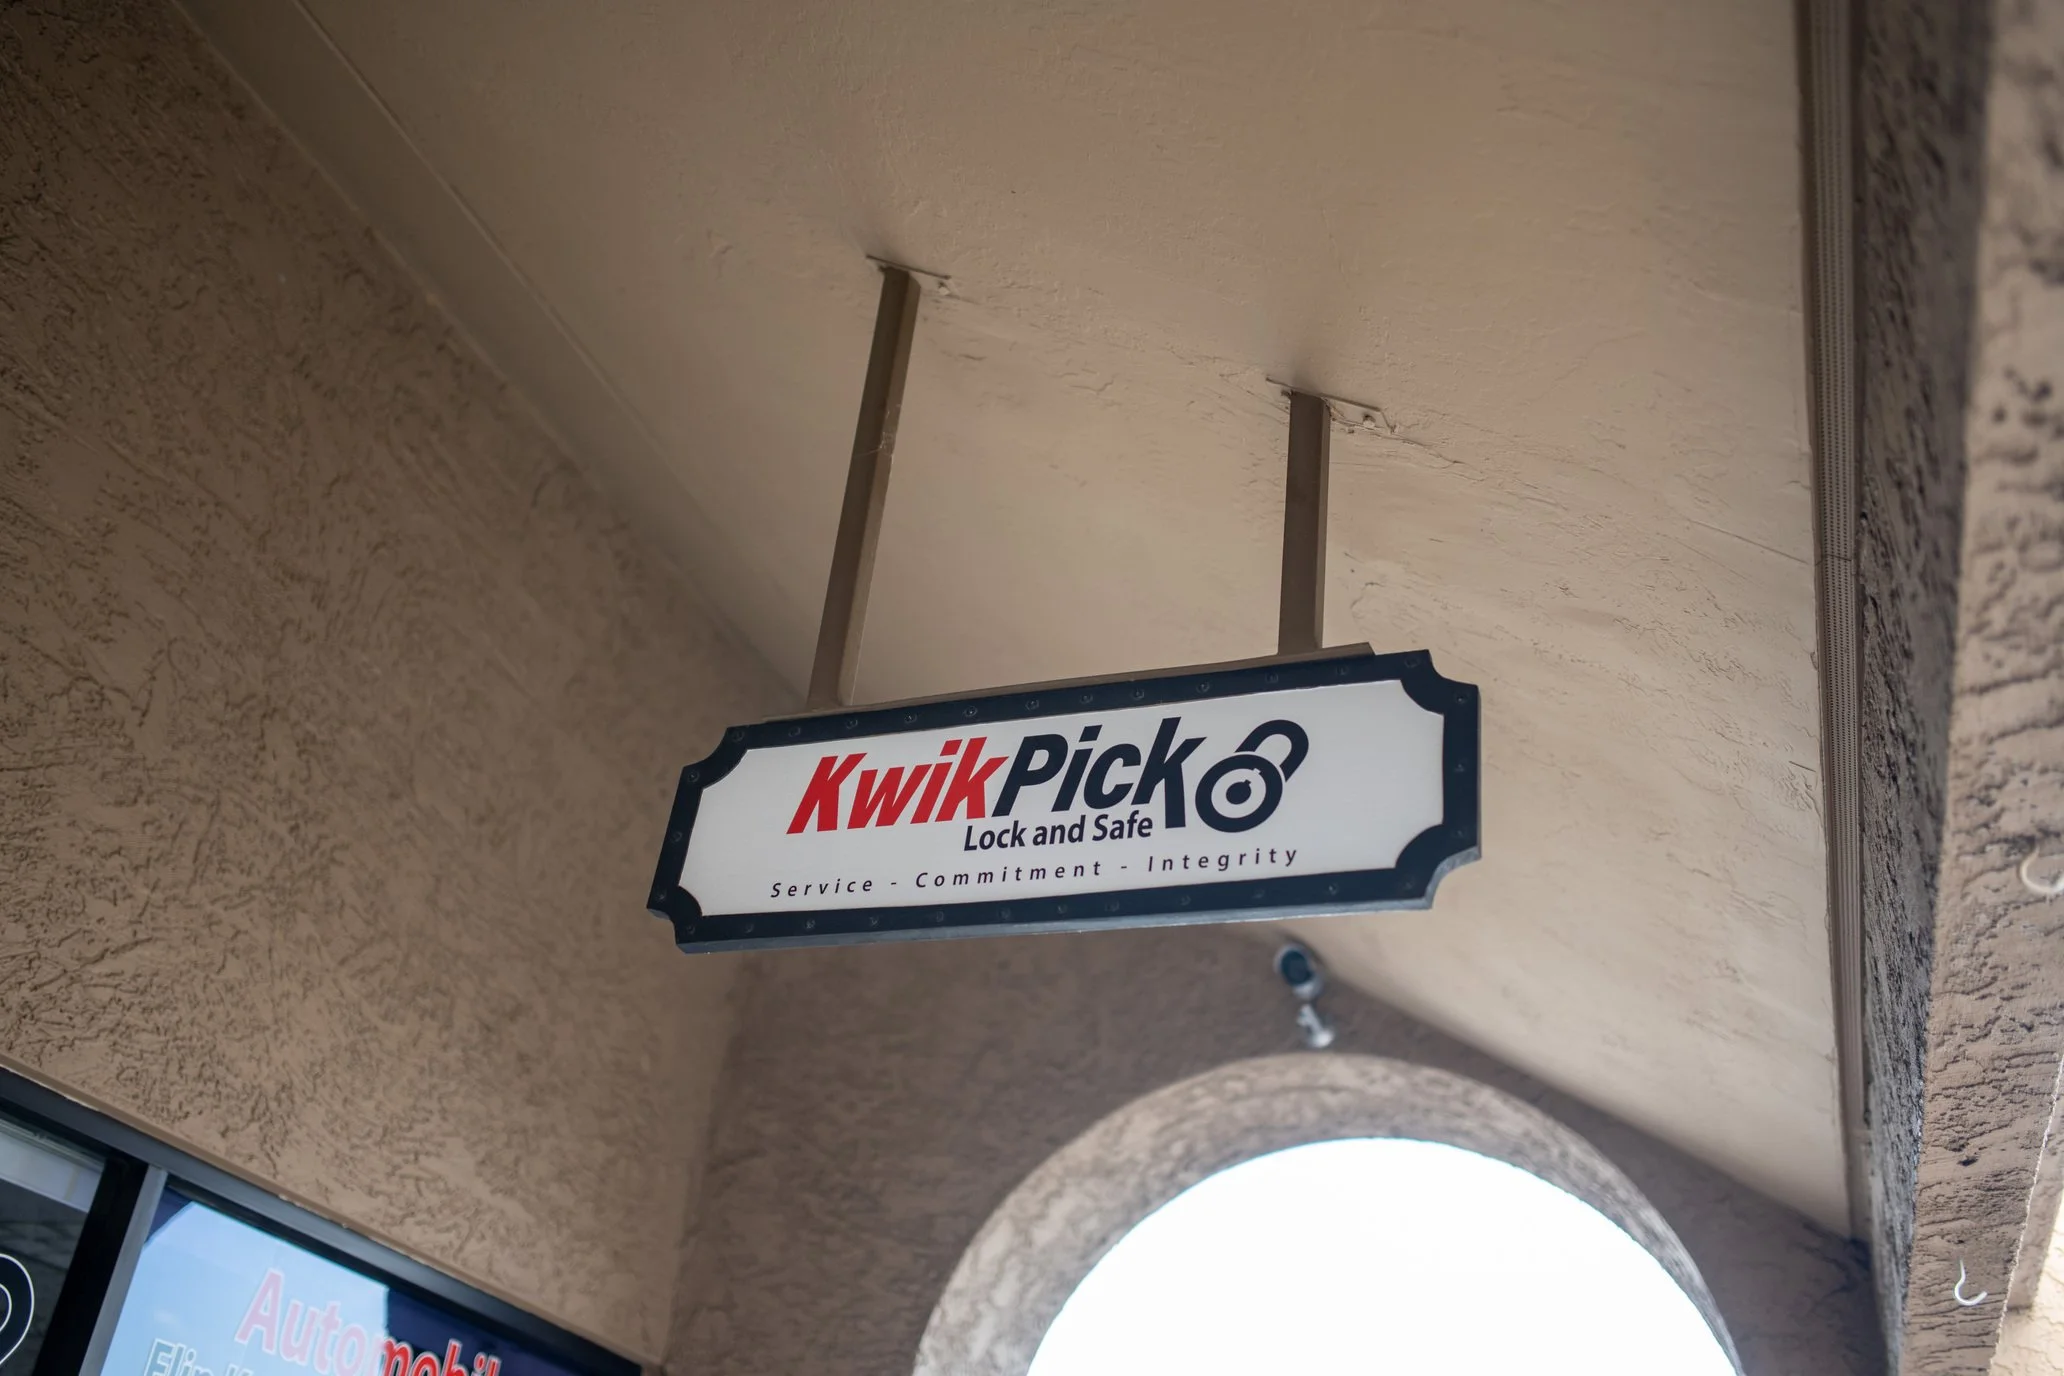 KwikPick
Lock and Safe
Service - Commitment - Integrity